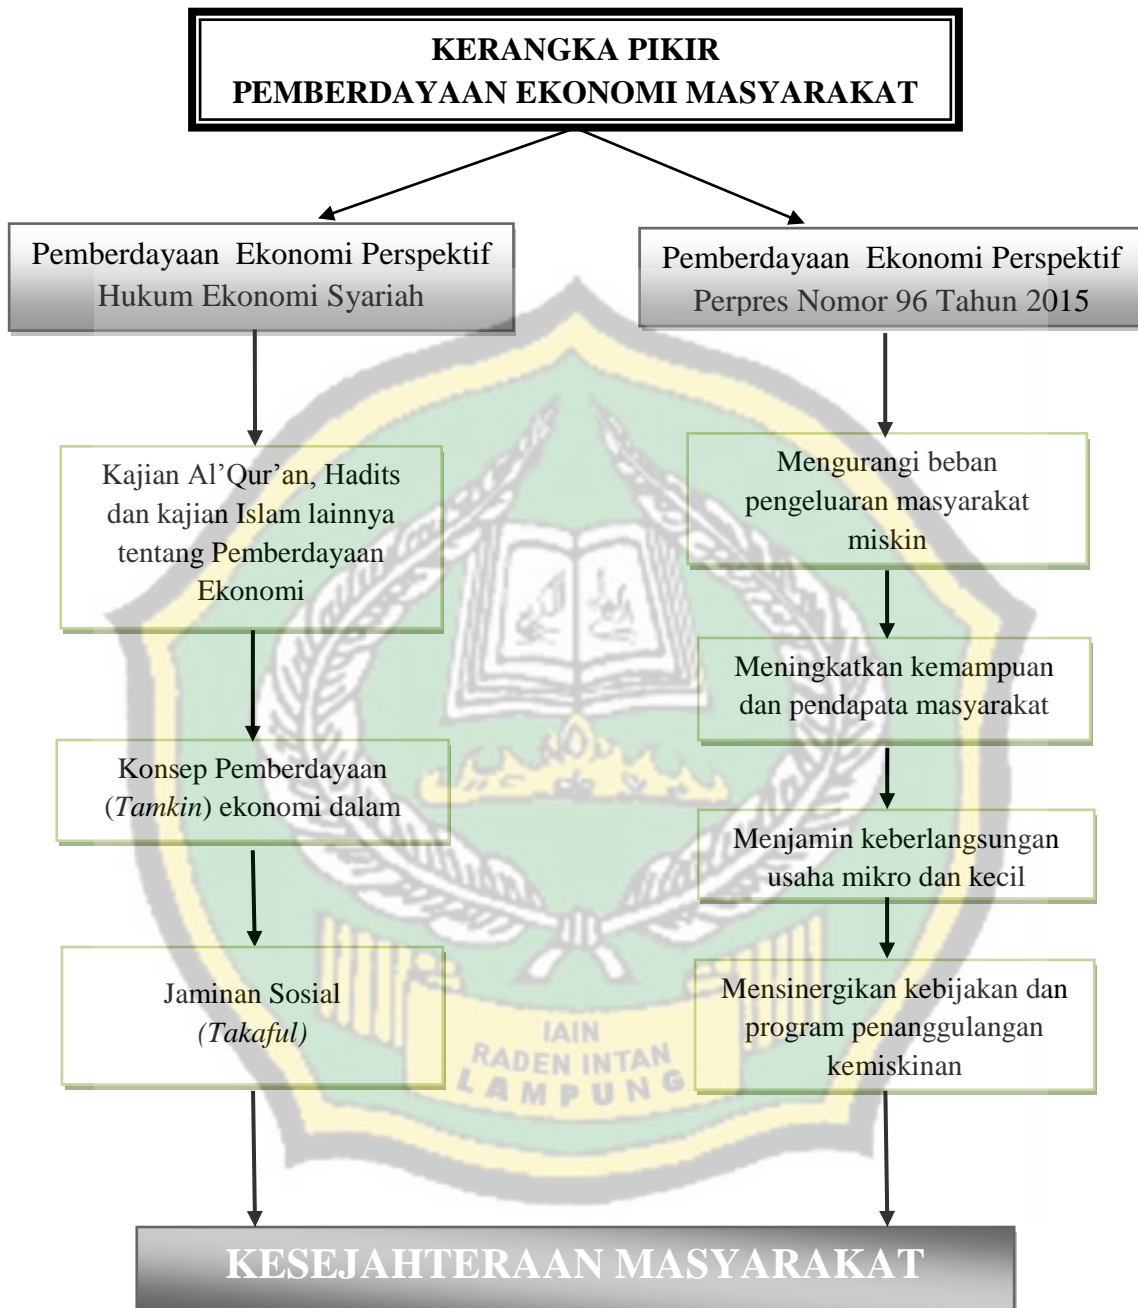 KERANGKA PIKIR
PEMBERDAYAAN EKONOMI MASYARAKAT
Pemberdayaan Ekonomi Perspektif
Hukum Ekonomi Syariah
Pemberdayaan Ekonomi Perspektif
Perpres Nomor 96 Tahun 2015
Kajian Al’Qur’an, Hadits
dan kajian Islam lainnya
tentang Pemberdayaan
Ekonomi
Mengurangi beban
pengeluaran masyarakat
miskin
Meningkatkan kemampuan
dan pendapata masyarakat
Konsep Pemberdayaan
(Tamkin) ekonomi dalam
Menjamin keberlangsungan
usaha mikro dan kecil
Jaminan Sosial
(Takaful)
Mensinergikan kebijakan dan
program penanggulangan
kemiskinan
IAIN
RADEN INTAN
LAMPUNG
KESEJAHTERAAN MASYARAKAT